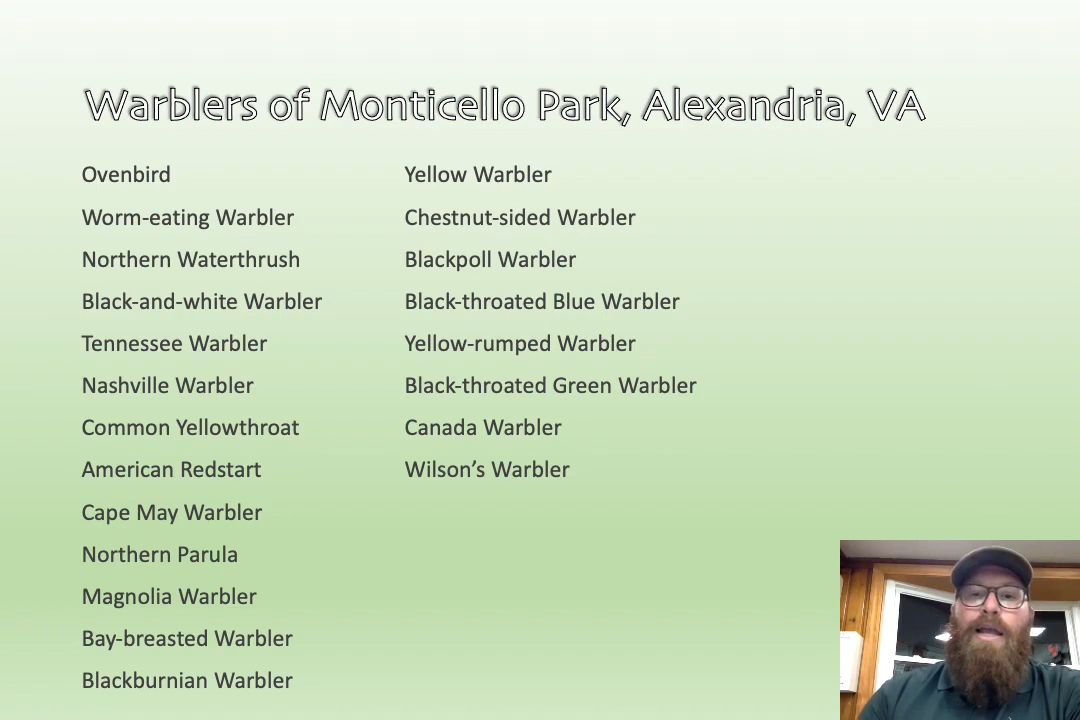 Warblers of Monticello Park, Alexandria, VA
Ovenbird
Worm-eating Warbler
Northern Waterthrush
Black-and-white Warbler
Tennessee Warbler
Nashville Warbler
Common Yellowthroat
American Redstart
Cape May Warbler
Northern Parula
Magnolia Warbler
Bay-breasted Warbler
Blackburnian Warbler
Yellow Warbler
Chestnut-sided Warbler
Blackpoll Warbler
Black-throated Blue Warbler
Yellow-rumped Warbler
Black-throated Green Warbler
Canada Warbler
Wilson’s Warbler